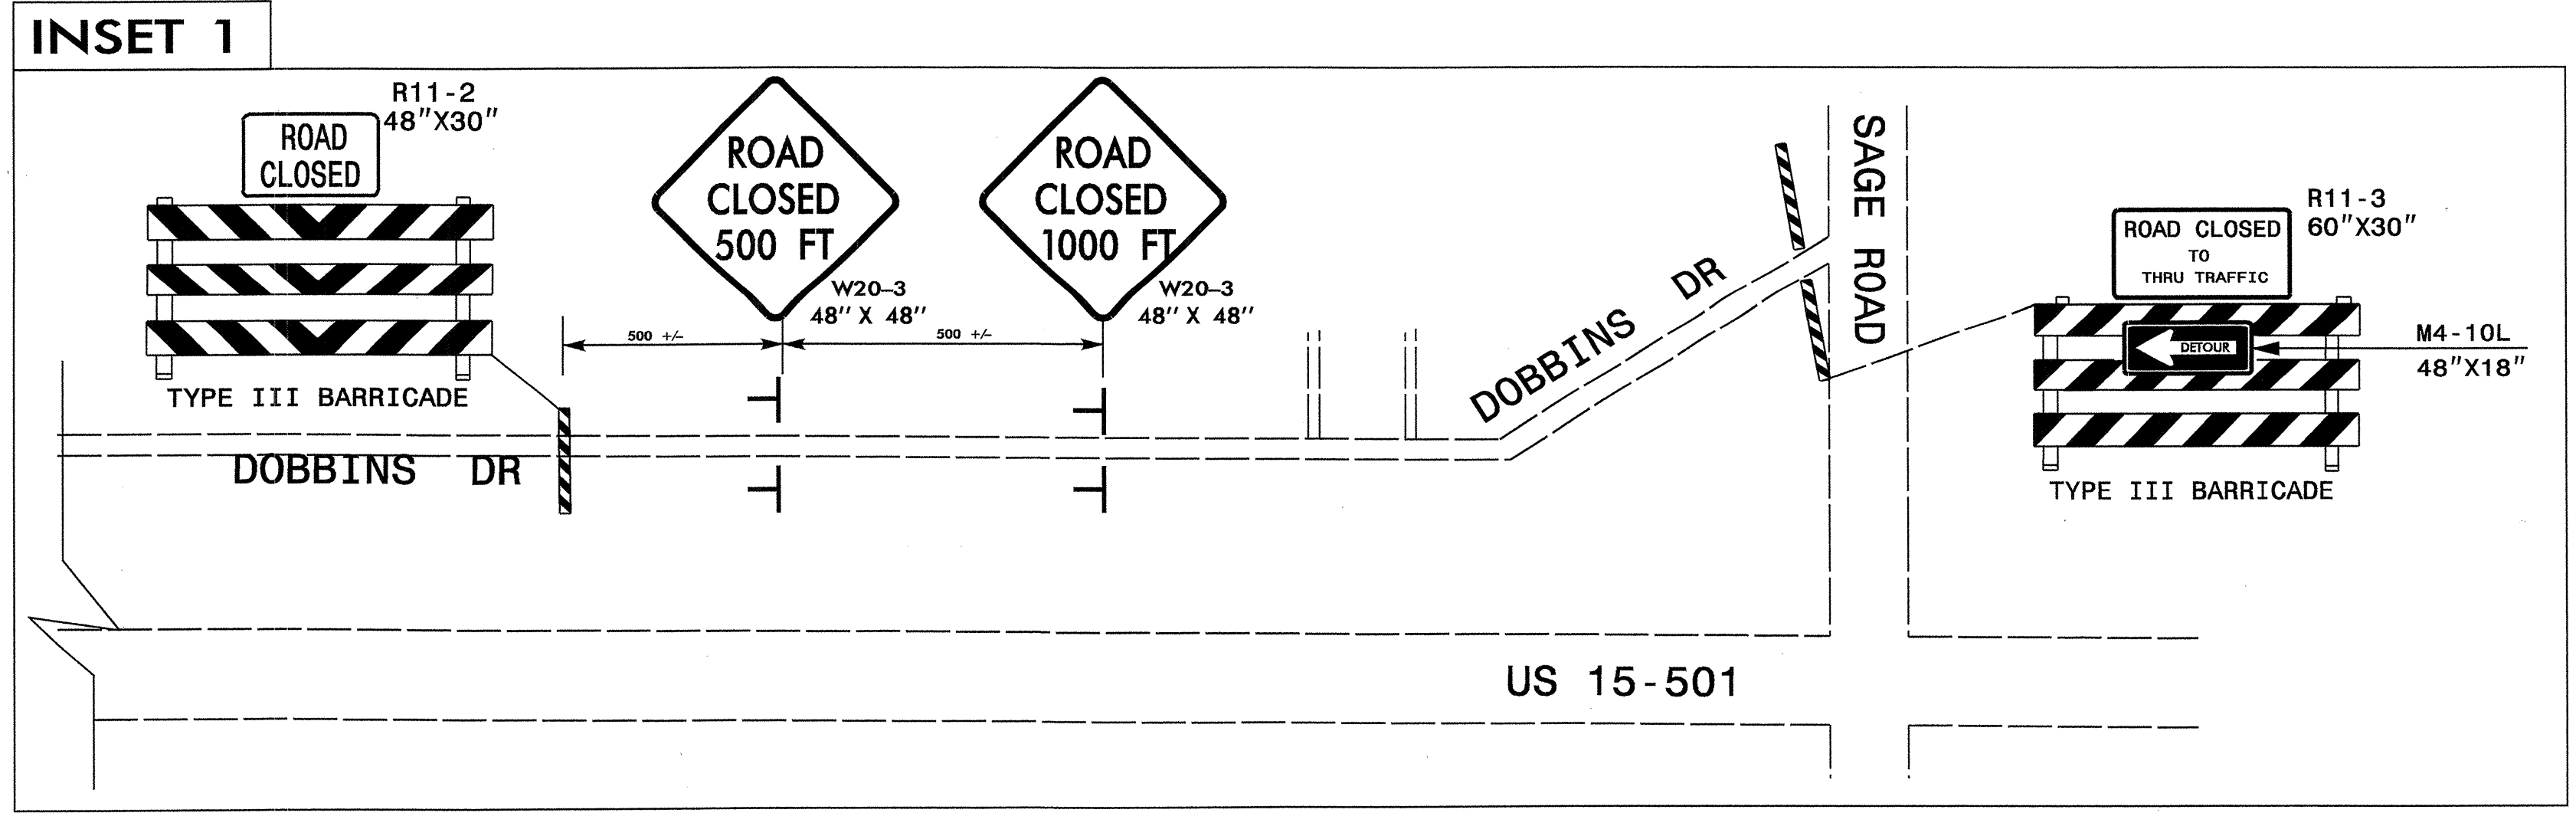 INSET 1
R11-2
48"X30"
ROAD
CLOSED
TYPE III BARRICADE
ROAD
CLOSED
500 FT
W20-3
48" X 48"
ROAD
CLOSED
1000 FT
W20-3
48" X 48"
500 +/-
500 +/-
DOBBINS DR
DOBBINS DR
SAGE ROAD
R11-3
60"X30"
ROAD CLOSED
TO
THRU TRAFFIC
DETOUR
M4-10L
48"X18"
TYPE III BARRICADE
US 15-501